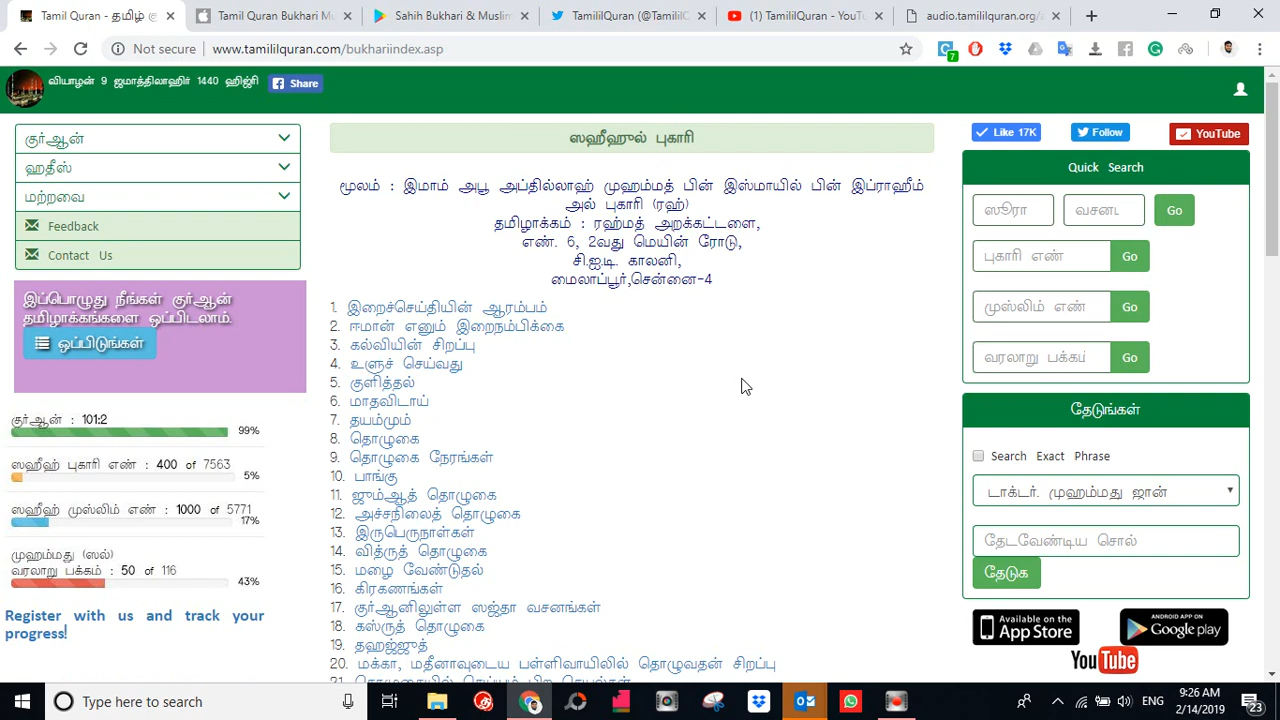 Tamil Quran - தமிழ் கு
Tamil Quran Bukhari Mu
Sahih Bukhari & Muslim
TamililQuran (@TamililQ
(1) TamililQuran - YouTu
audio.tamililquran.org/a
Not secure
www.tamililquran.com/bukhariindex.asp
7
வியாழன் 9 ஜமாத்திலாஹிர் 1440 ஹிஜ்ரி
Share
குர்ஆன்
ஹதீஸ்
மற்றவை
Feedback
Contact Us
இப்பொழுது நீங்கள் குர்ஆன்
தமிழாக்கங்களை ஒப்பிடலாம்.
ஒப்பிடுங்கள்
குர்ஆன் : 101:2
99%
ஸஹீஹ் புகாரி எண் : 400 of 7563
5%
ஸஹீஹ் முஸ்லிம் எண் : 1000 of 5771
17%
முஹம்மது (ஸல்)
வரலாறு பக்கம் : 50 of 116
43%
Register with us and track your
progress!
ஸஹீஹுல் புகாரி
மூலம் : இமாம் அபூ அப்தில்லாஹ் முஹம்மத் பின் இஸ்மாயில் பின் இப்ராஹீம்
அல் புகாரி (ரஹ்)
தமிழாக்கம் : ரஹ்மத் அறக்கட்டளை,
எண். 6, 2வது மெயின் ரோடு,
சி.ஐ.டி. காலனி,
மைலாப்பூர்,சென்னை-4
1. இறைச்செய்தியின் ஆரம்பம்
2. ஈமான் எனும் இறைநம்பிக்கை
3. கல்வியின் சிறப்பு
4. உளுச் செய்வது
5. குளித்தல்
6. மாதவிடாய்
7. தயம்மும்
8. தொழுகை
9. தொழுகை நேரங்கள்
10. பாங்கு
11. ஜும்ஆத் தொழுகை
12. அச்சநிலைத் தொழுகை
13. இருபெருநாள்கள்
14. வித்ருத் தொழுகை
15. மழை வேண்டுதல்
16. கிரகணங்கள்
17. குர்ஆனிலுள்ள ஸஜ்தா வசனங்கள்
18. கஸ்ருத் தொழுகை
19. தஹஜ்ஜுத்
20. மக்கா, மதீனாவுடைய பள்ளிவாயிலில் தொழுவதன் சிறப்பு
Like 17K
Follow
YouTube
Quick Search
ஸூரா
வசன
Go
புகாரி எண்
Go
முஸ்லிம் எண்
Go
வரலாறு பக்கம்
Go
தேடுங்கள்
Search Exact Phrase
டாக்டர். முஹம்மது ஜான்
தேடவேண்டிய சொல்
தேடுக
Available on the
App Store
ANDROID APP ON
Google play
YouTube
Type here to search
ENG
9:26 AM
2/14/2019
23